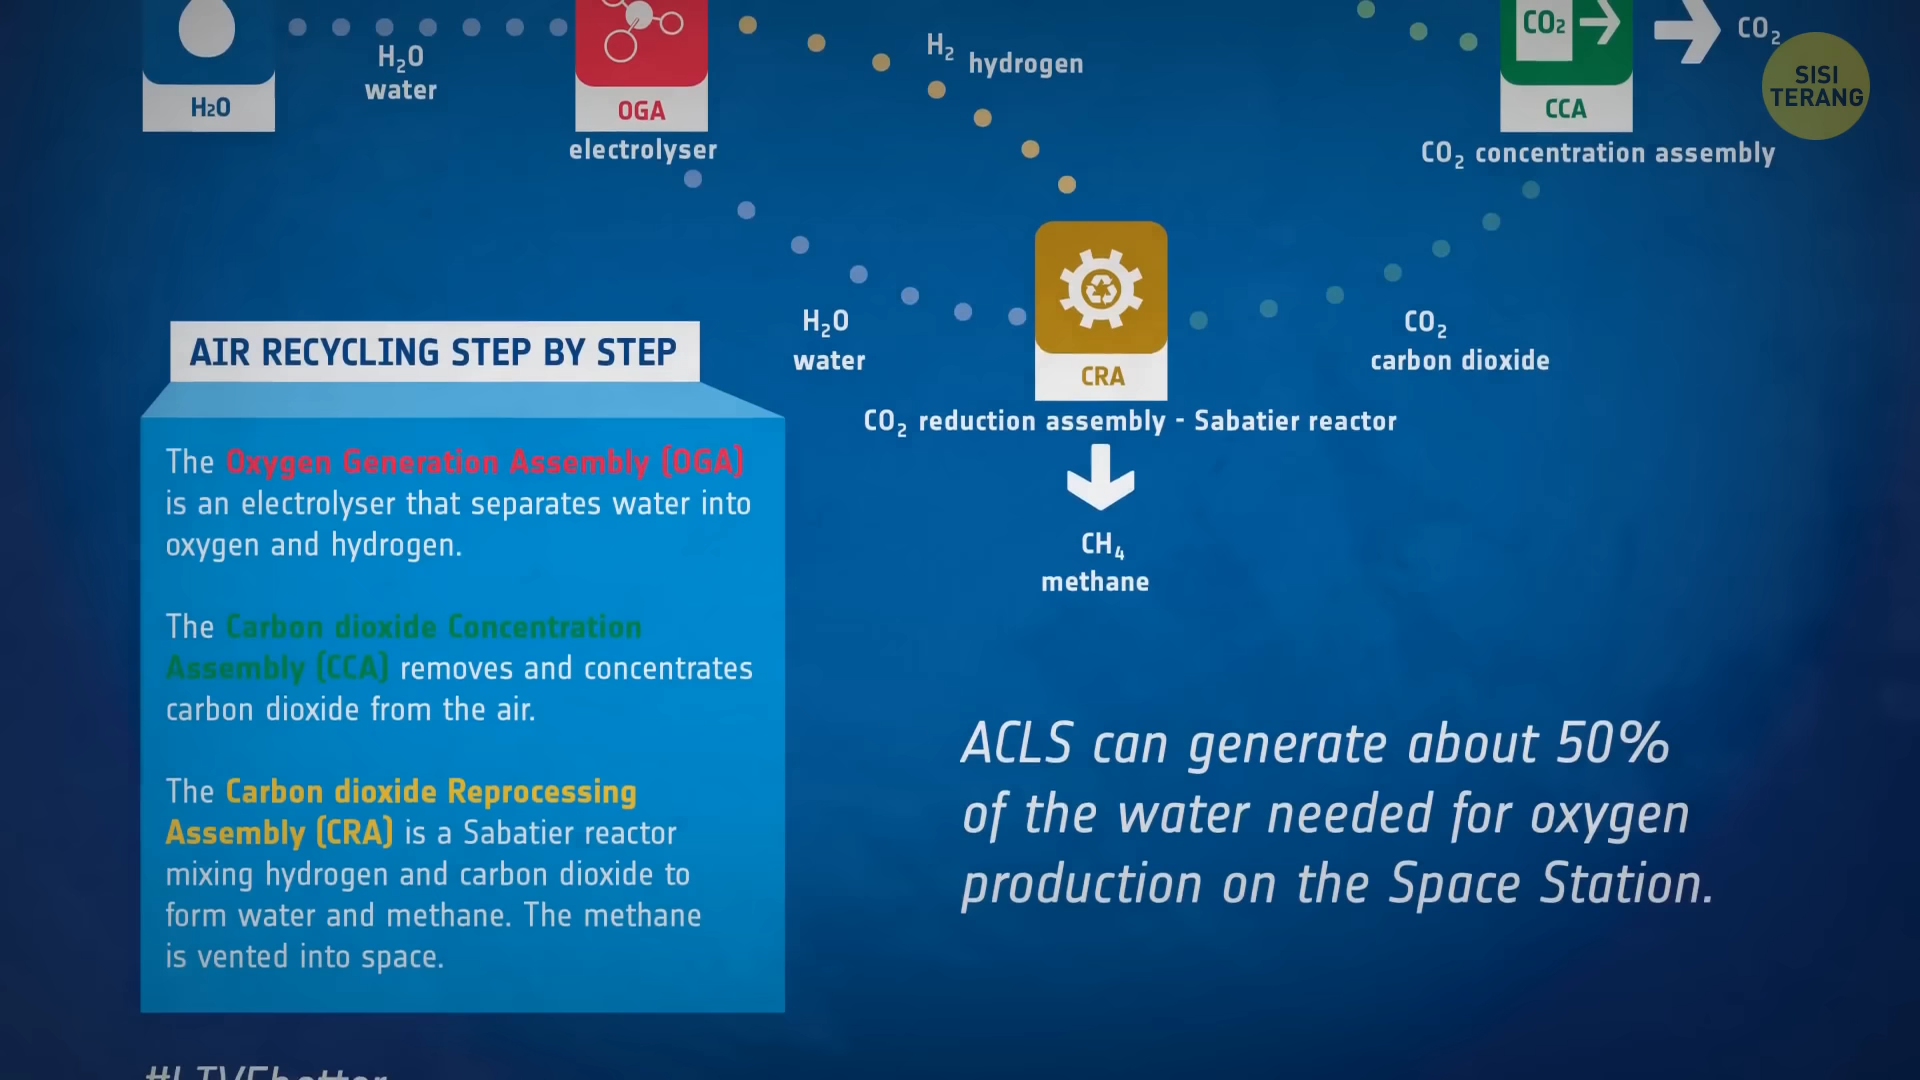 CO₂
CO₂
SISI
TERANG
H₂O
water
H₂ hydrogen
H₂O
OGA
CCA
electrolyser
CO₂ concentration assembly
H₂O
water
CO₂
carbon dioxide
CRA
CO₂ reduction assembly - Sabatier reactor
CH₄
methane
AIR RECYCLING STEP BY STEP
The Oxygen Generation Assembly (OGA)
is an electrolyser that separates water into
oxygen and hydrogen.
The Carbon dioxide Concentration
Assembly (CCA) removes and concentrates
carbon dioxide from the air.
The Carbon dioxide Reprocessing
Assembly (CRA) is a Sabatier reactor
mixing hydrogen and carbon dioxide to
form water and methane. The methane
is vented into space.
ACLS can generate about 50%
of the water needed for oxygen
production on the Space Station.